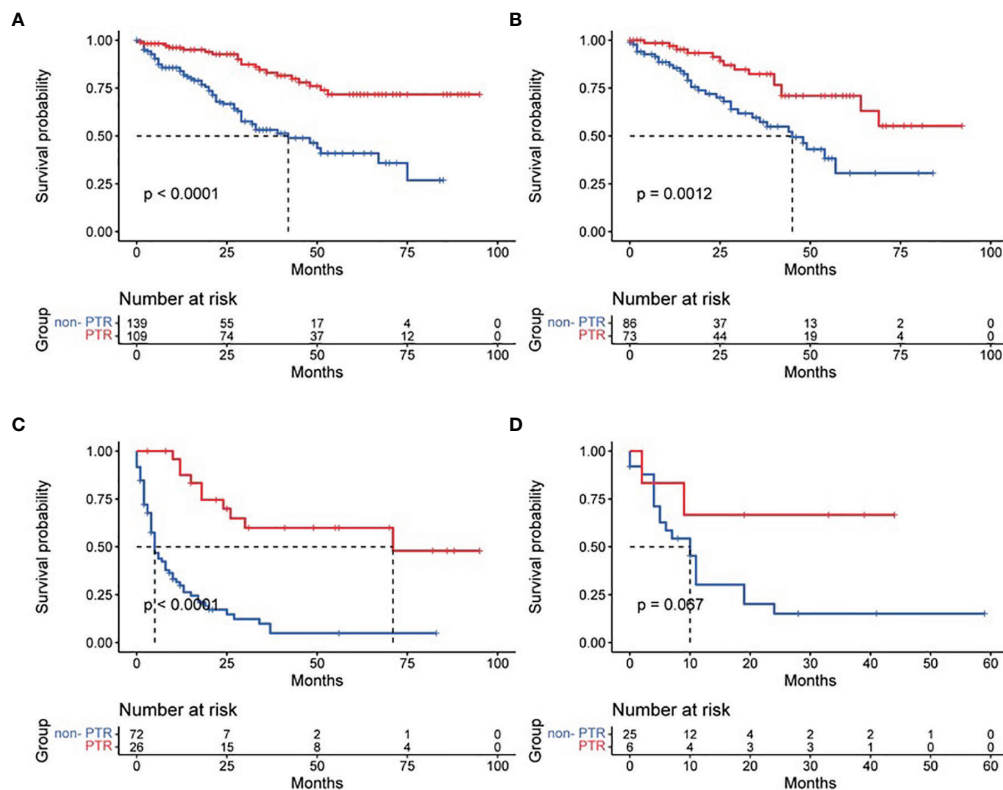 A
Survival probability
1.00
0.75
0.50
0.25
0.00
p < 0.0001
0 25 50 75 100
Months
Number at risk
Group
non- PTR 139 55 17 4 0
PTR 109 74 37 12 0
0 25 50 75 100
Months
B
Survival probability
1.00
0.75
0.50
0.25
0.00
p = 0.0012
0 25 50 75 100
Months
Number at risk
Group
non- PTR 86 37 13 2 0
PTR 73 44 19 4 0
0 25 50 75 100
Months
C
Survival probability
1.00
0.75
0.50
0.25
0.00
p < 0.0001
0 25 50 75 100
Months
Number at risk
Group
non- PTR 72 7 2 1 0
PTR 26 15 8 4 0
0 25 50 75 100
Months
D
Survival probability
1.00
0.75
0.50
0.25
0.00
p = 0.067
0 10 20 30 40 50 60
Months
Number at risk
Group
non- PTR 25 12 4 2 2 1 0
PTR 6 4 3 3 1 0 0
0 10 20 30 40 50 60
Months